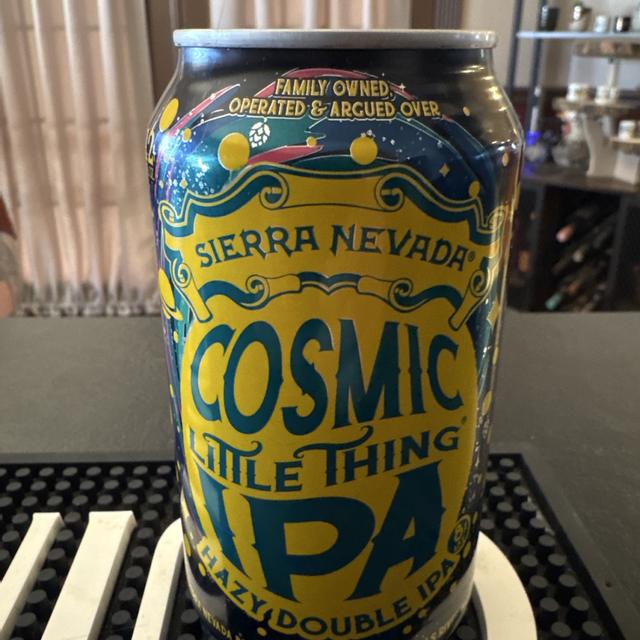 FAMILY OWNED,
OPERATED & ARGUED OVER
SIERRA NEVADA®
COSMIC
LITTLE THING®
IPA
HAZY DOUBLE IPA